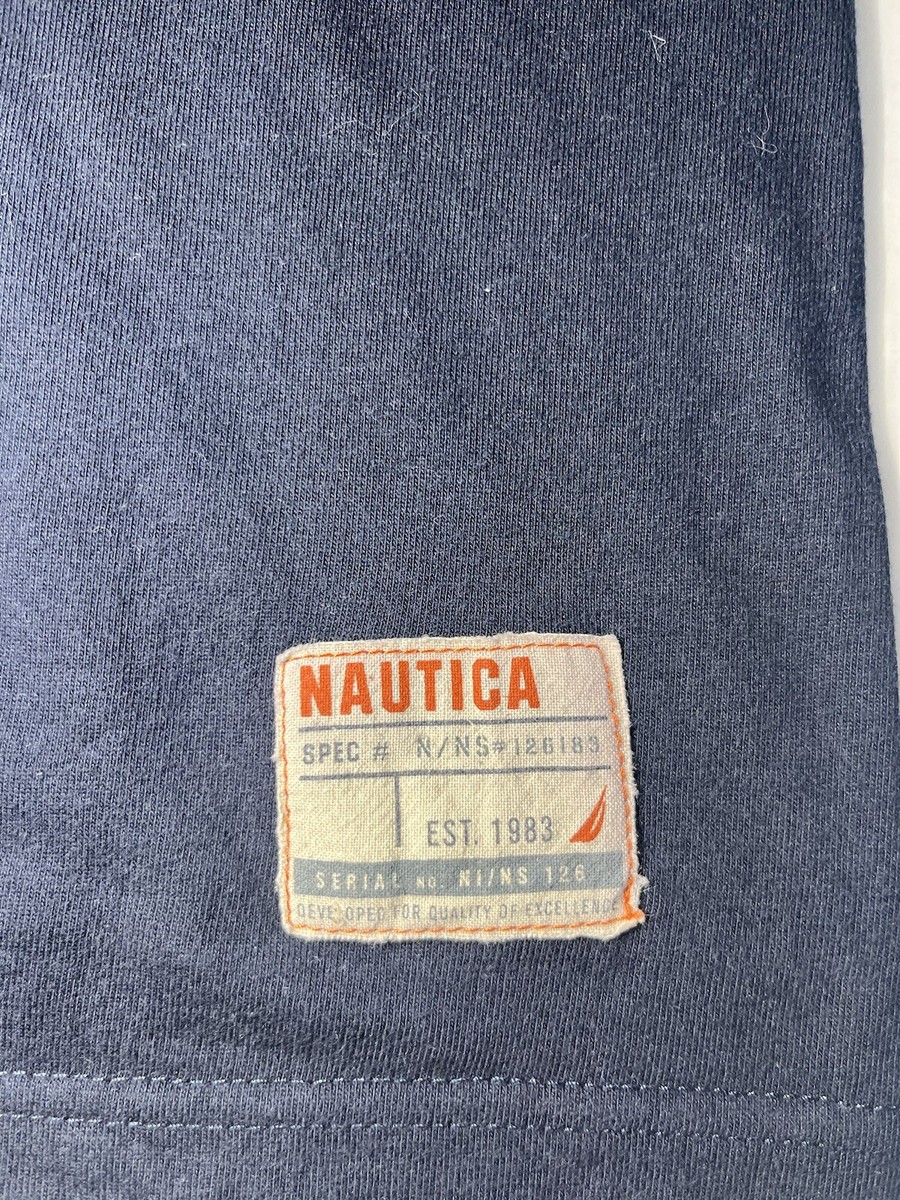 NAUTICA
SPEC # N/NS#126183
EST. 1983
SERIAL NO. NI/NS 126
DEVELOPED FOR QUALITY OF EXCELLENCE